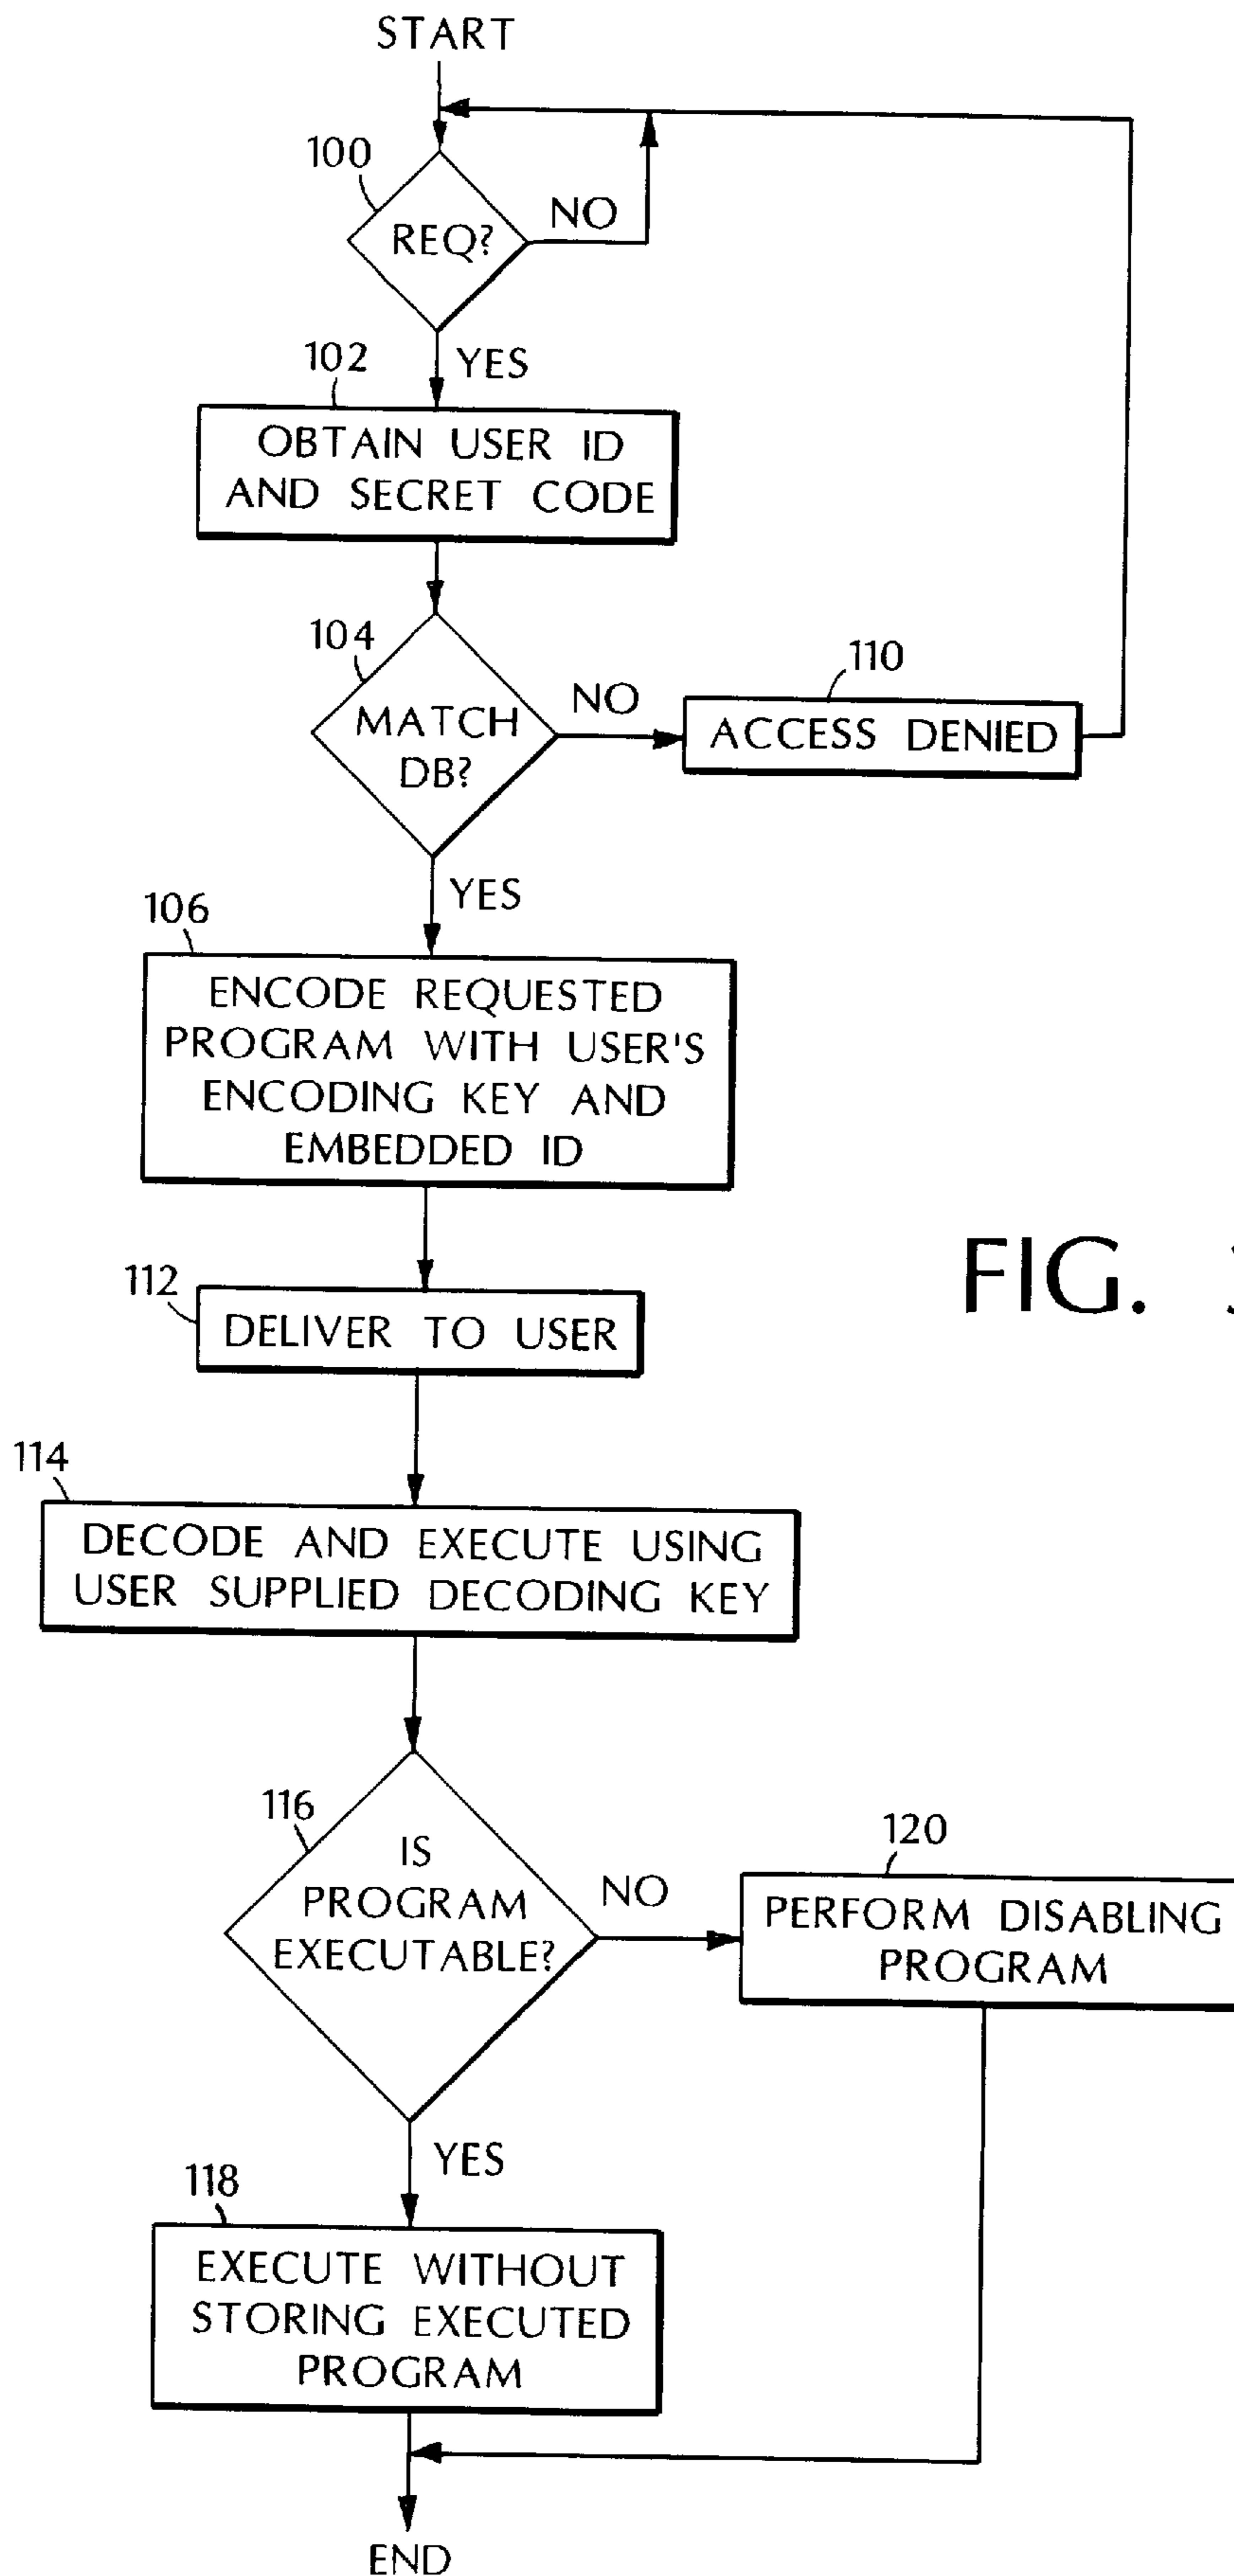 START
100
REQ?
NO
YES
102
OBTAIN USER ID
AND SECRET CODE
104
MATCH
DB?
NO
110
ACCESS DENIED
YES
106
ENCODE REQUESTED
PROGRAM WITH USER'S
ENCODING KEY AND
EMBEDDED ID
FIG.
112
DELIVER TO USER
114
DECODE AND EXECUTE USING
USER SUPPLIED DECODING KEY
116
IS
PROGRAM
EXECUTABLE?
NO
120
PERFORM DISABLING
PROGRAM
YES
118
EXECUTE WITHOUT
STORING EXECUTED
PROGRAM
END